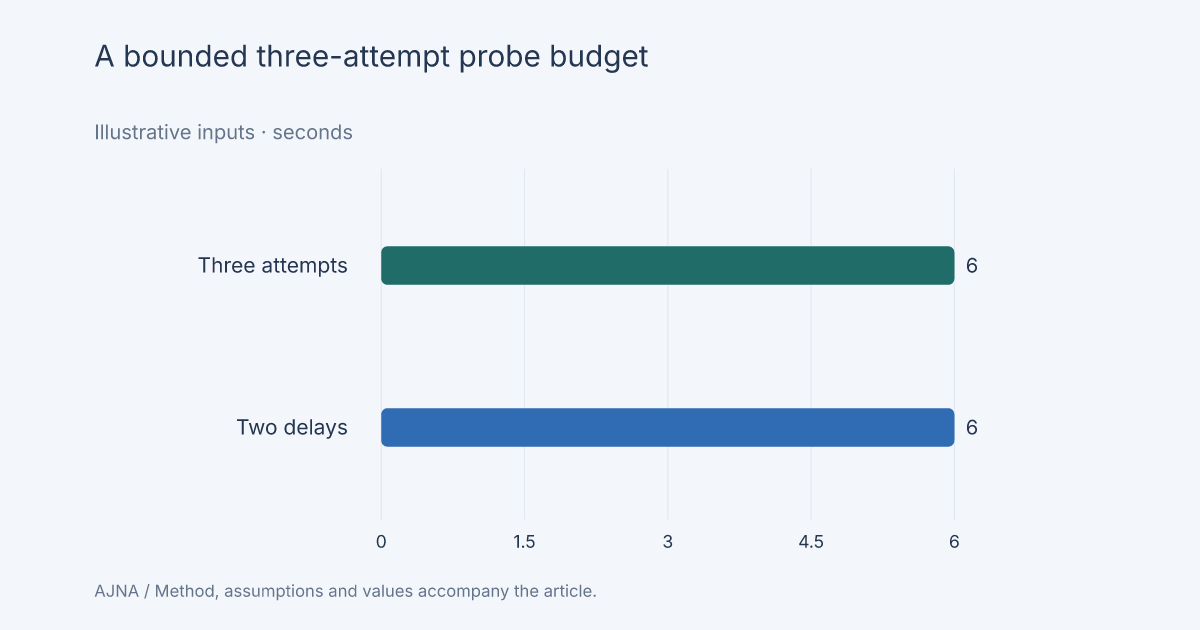 A bounded three-attempt probe budget
Illustrative inputs · seconds
Three attempts
6
Two delays
6
0 1.5 3 4.5 6
AJNA / Method, assumptions and values accompany the article.